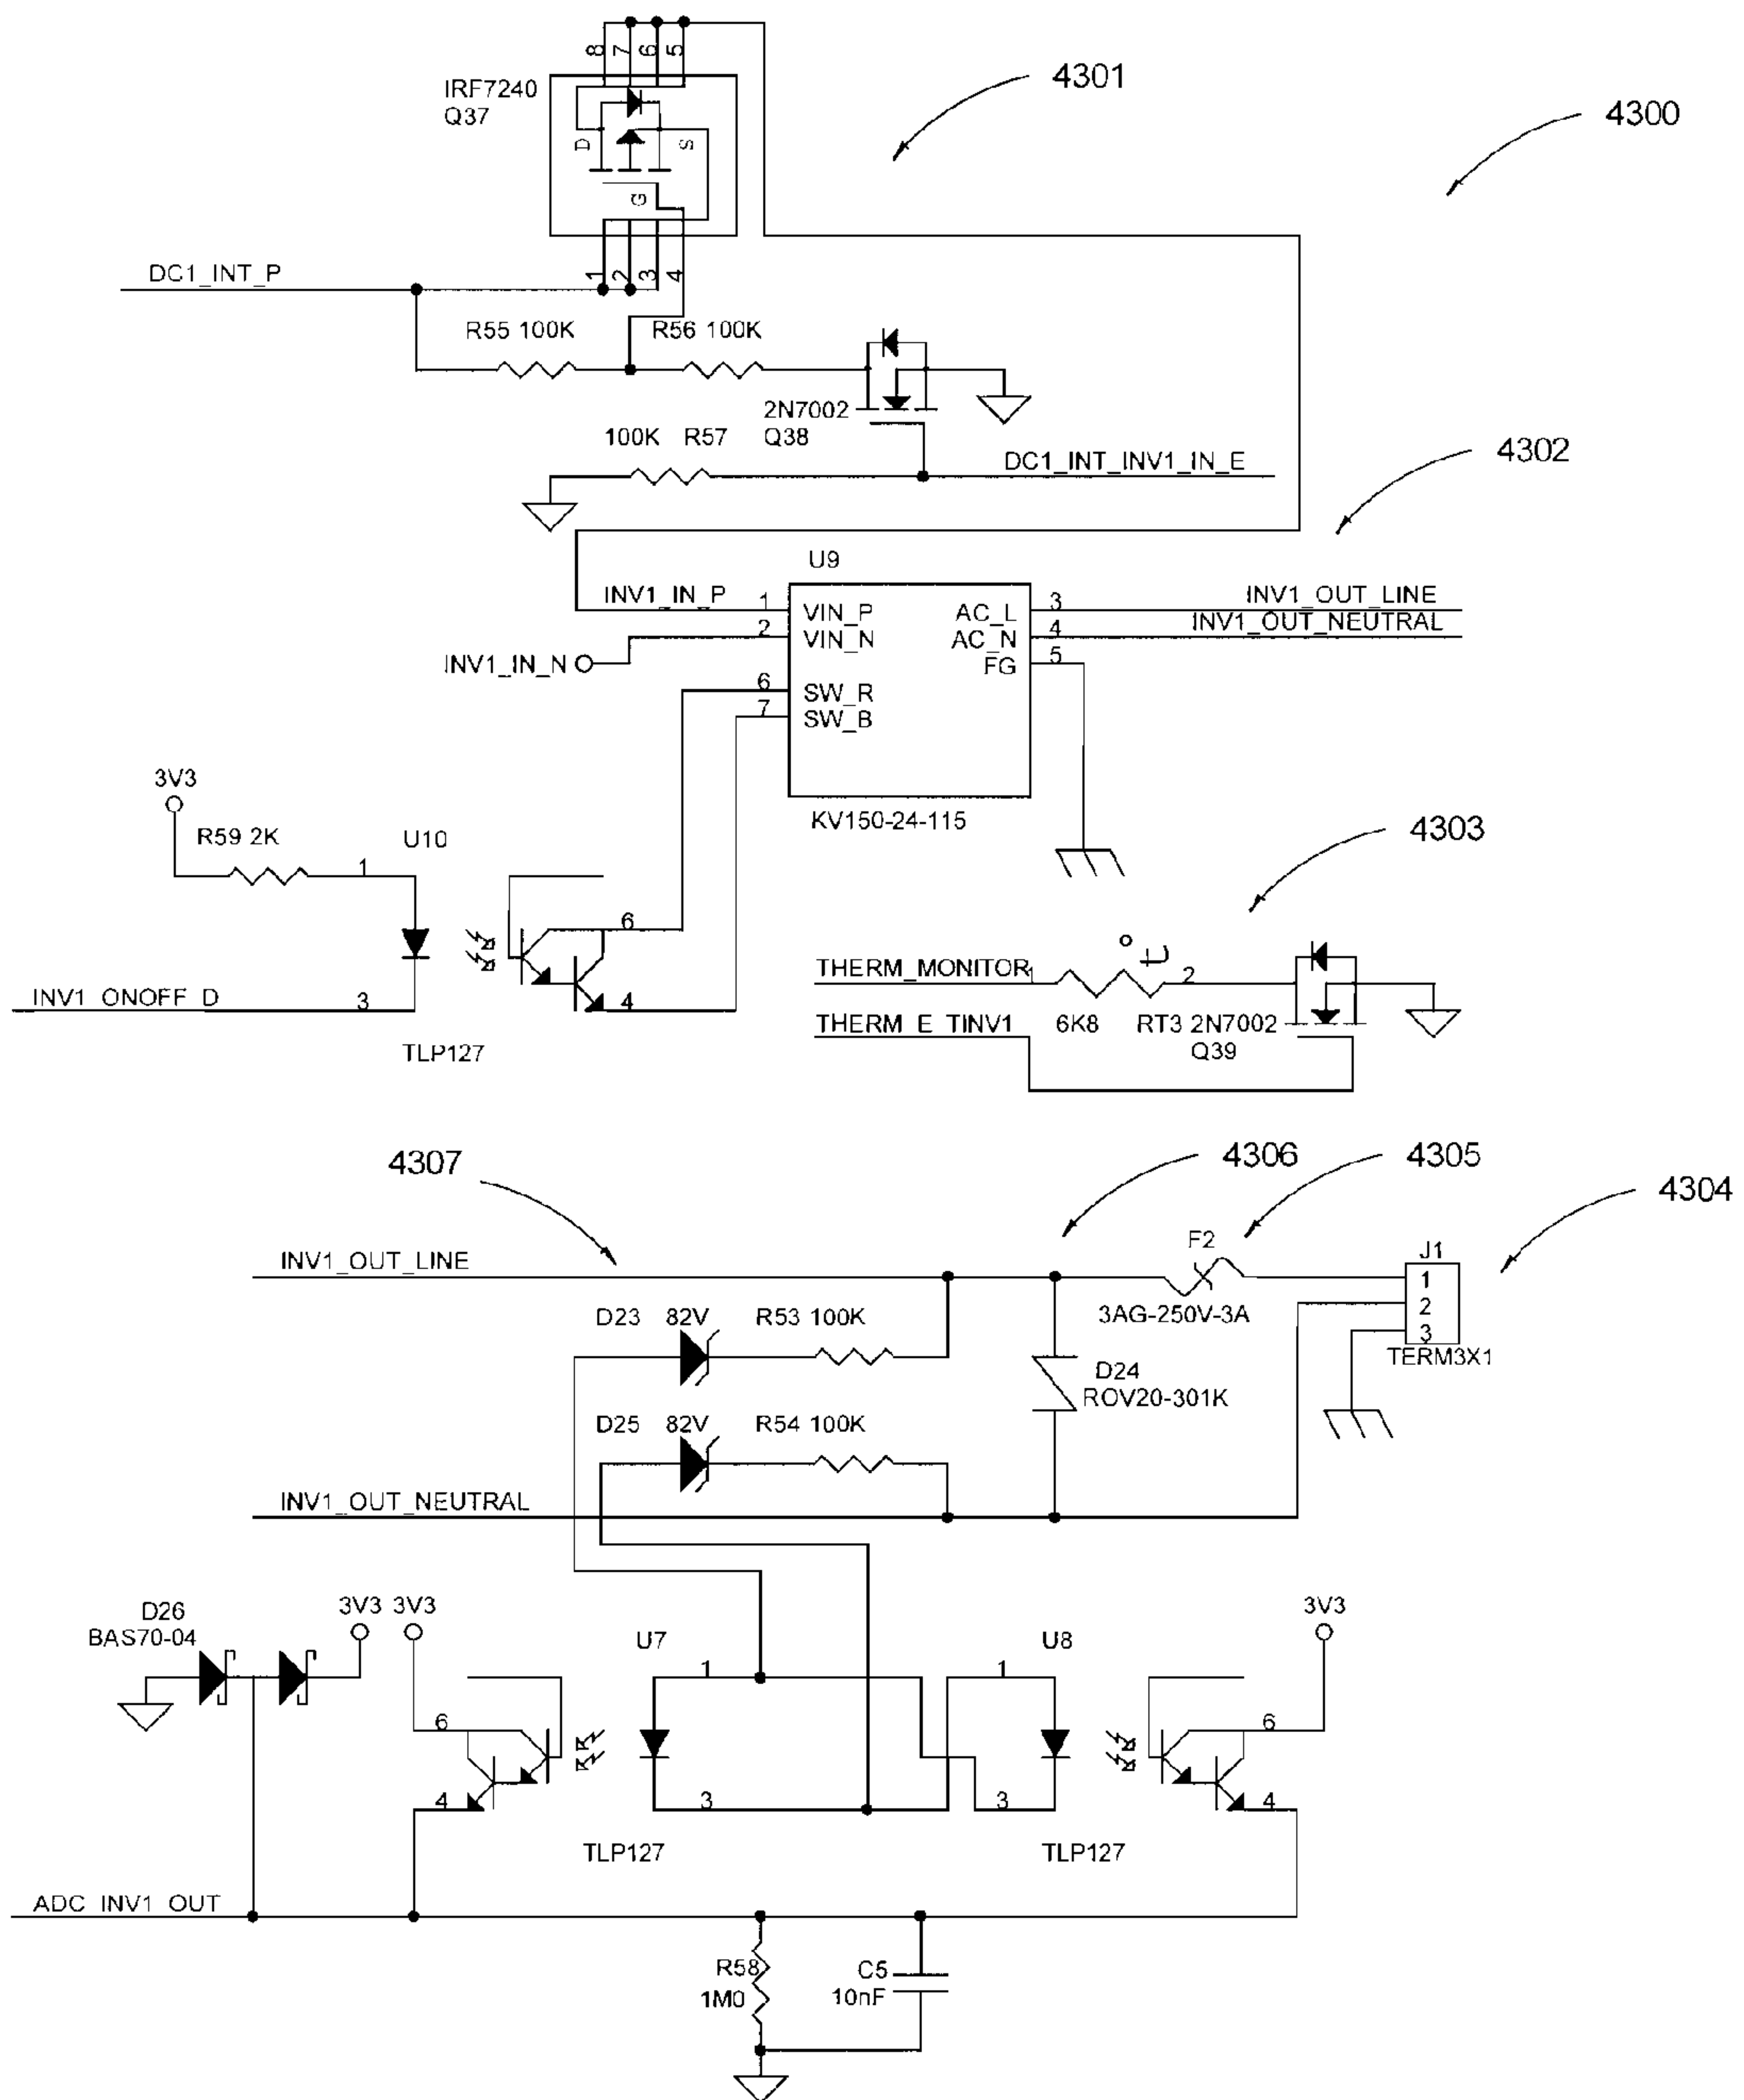 8 7 6 5
4301
IRF7240
Q37
4300
D
S
G
DC1_INT_P
1 2 3 4
R55 100K
R56 100K
2N7002
Q38
100K R57
DC1_INT_INV1_IN_E
4302
U9
INV1_IN_P
1
VIN_P
AC_L
3
INV1_OUT_LINE
2
VIN_N
AC_N
4
INV1_OUT_NEUTRAL
INV1_IN_N
FG
5
6
SW_R
7
SW_B
3V3
KV150-24-115
R59 2K
U10
1
4303
6
t°
THERM_MONITOR
1
2
INV1_ONOFF_D
3
4
THERM_E_TINV1
6K8
RT3 2N7002
Q39
TLP127
4307
4306
4305
4304
INV1_OUT_LINE
F2
J1
1
2
3
3AG-250V-3A
TERM3X1
D23 82V
R53 100K
D24
ROV20-301K
D25 82V
R54 100K
INV1_OUT_NEUTRAL
D26
BAS70-04
3V3 3V3
3V3
U7
U8
1
1
6
6
4
3
3
4
TLP127
TLP127
ADC_INV1_OUT
R58
1M0
C5
10nF